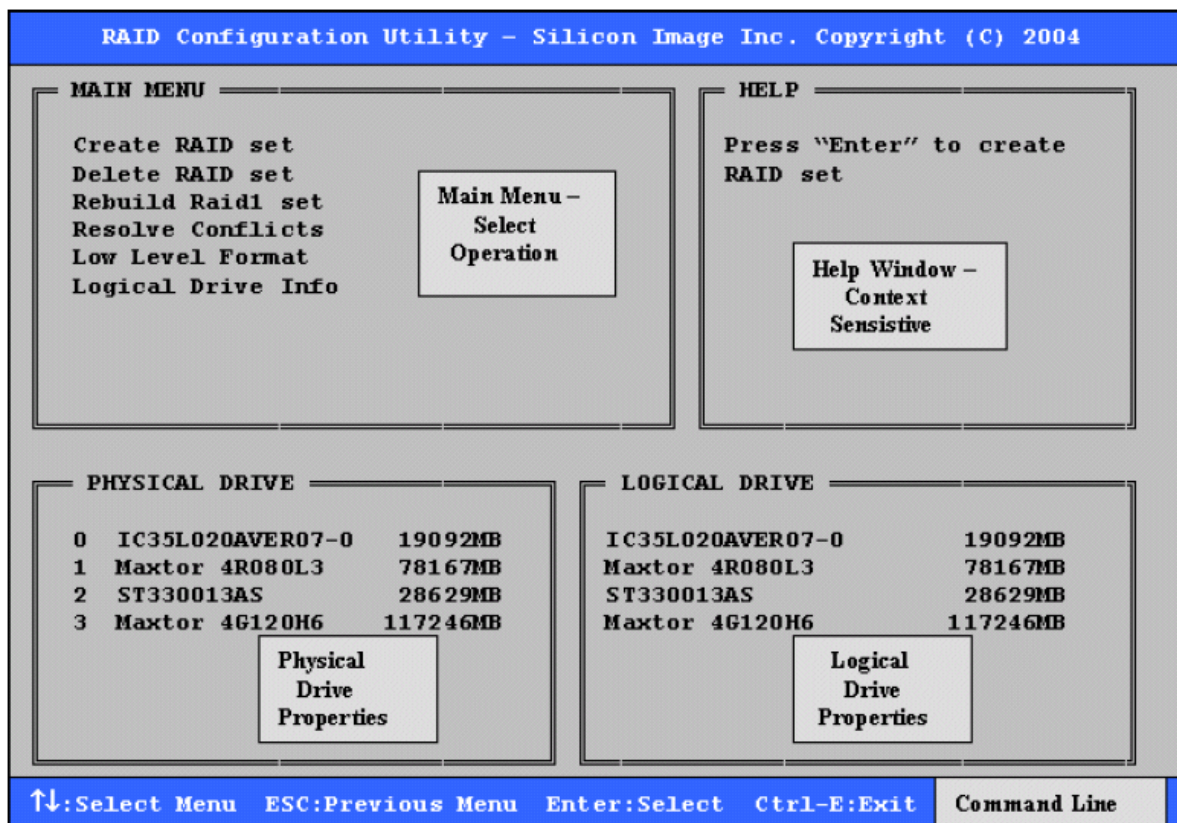 RAID Configuration Utility – Silicon Image Inc. Copyright (C) 2004
MAIN MENU
Create RAID set
Delete RAID set
Rebuild Raid1 set
Resolve Conflicts
Low Level Format
Logical Drive Info
Main Menu –
Select
Operation
HELP
Press “Enter” to create
RAID set
Help Window –
Context
Sensistive
PHYSICAL DRIVE
0 IC35L020AVER07-0 19092MB
1 Maxtor 4R080L3 78167MB
2 ST330013AS 28629MB
3 Maxtor 4G120H6 117246MB
Physical
Drive
Properties
LOGICAL DRIVE
IC35L020AVER07-0 19092MB
Maxtor 4R080L3 78167MB
ST330013AS 28629MB
Maxtor 4G120H6 117246MB
Logical
Drive
Properties
↑↓:Select Menu ESC:Previous Menu Enter:Select Ctrl-E:Exit Command Line